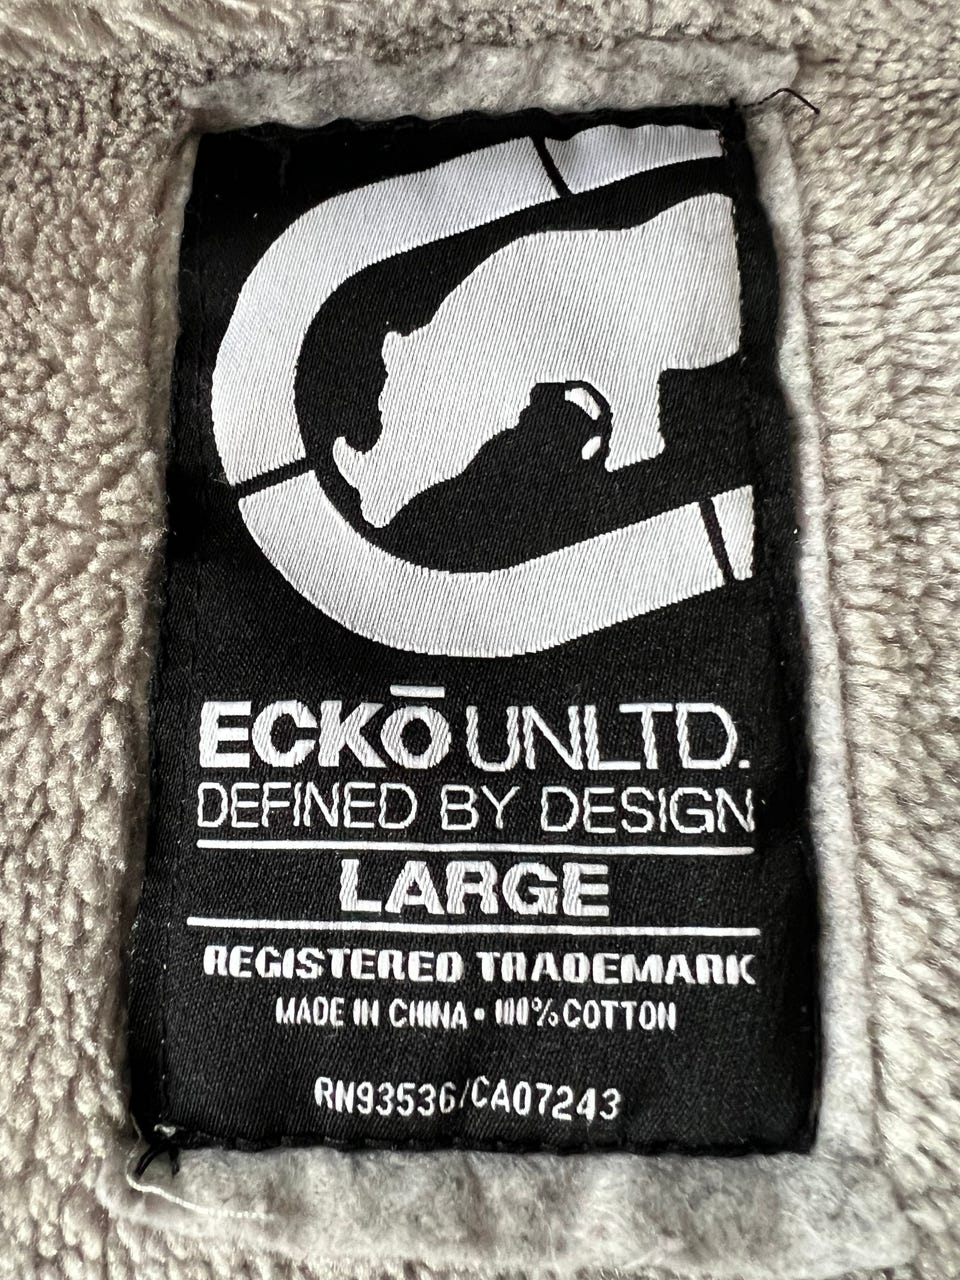 ECKŌ UNLTD.
DEFINED BY DESIGN
LARGE
REGISTERED TRADEMARK
MADE IN CHINA • 100% COTTON
RN93536/CA07243